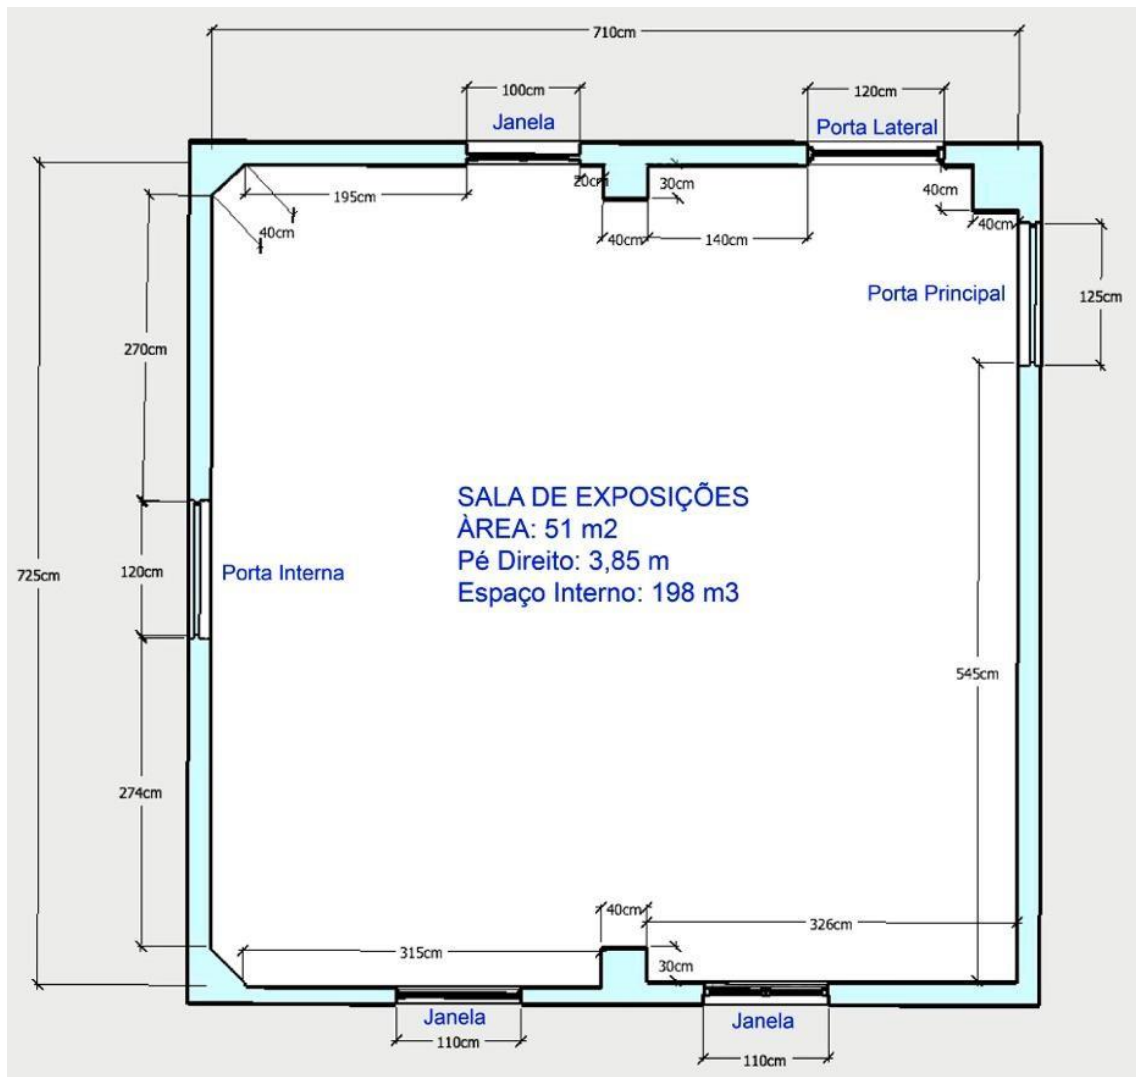 710cm
100cm
Janela
120cm
Porta Lateral
195cm
20cm
30cm
40cm
40cm
40cm
140cm
40cm
Porta Principal
125cm
270cm
SALA DE EXPOSIÇÕES
ÀREA: 51 m2
Pé Direito: 3,85 m
Espaço Interno: 198 m3
725cm
120cm
Porta Interna
545cm
274cm
40cm
326cm
315cm
30cm
Janela
110cm
Janela
110cm